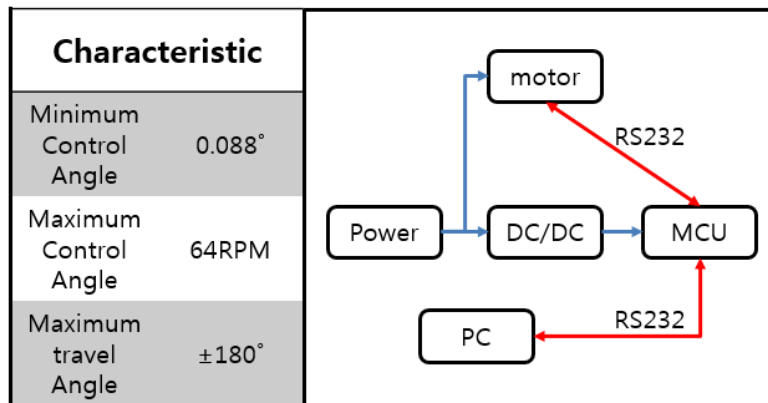 Characteristic
Minimum
Control
Angle
0.088°
Maximum
Control
Angle
64RPM
Maximum
travel
Angle
±180°
motor
RS232
Power
DC/DC
MCU
RS232
PC